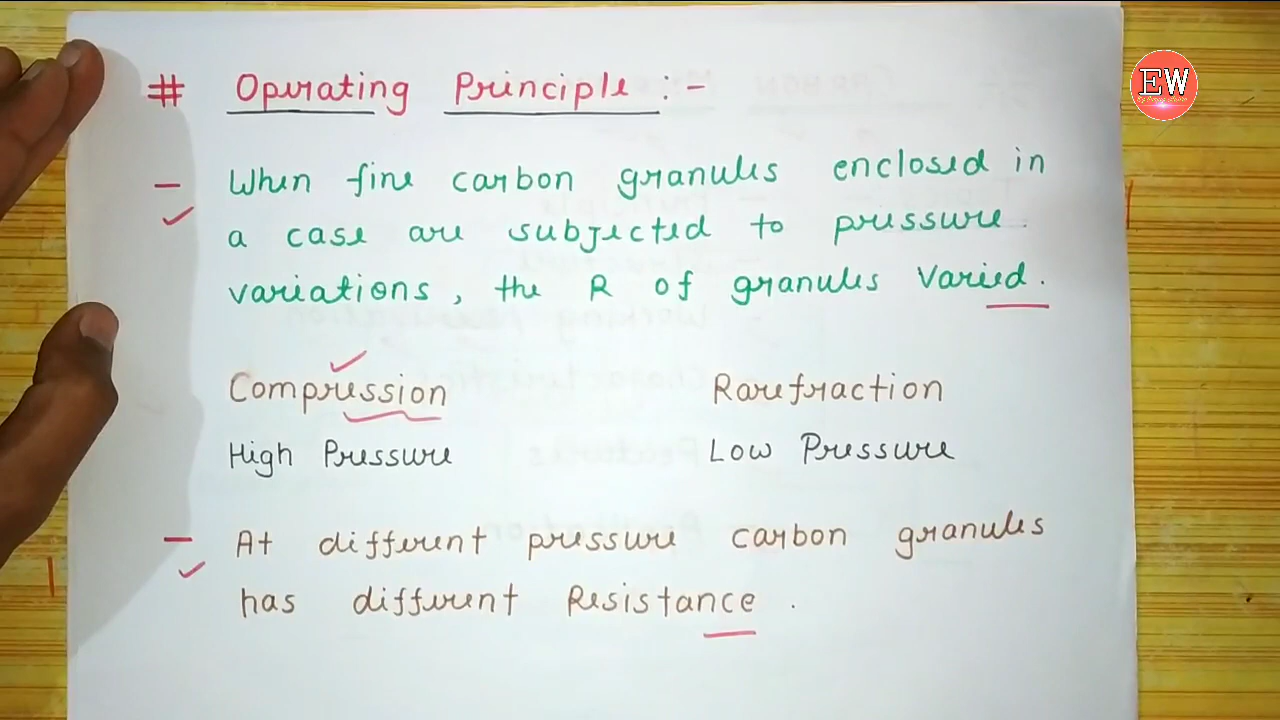 # Operating Principle :-
EW
- When fine carbon granules enclosed in
a case are subjected to pressure
variations, the R of granules varied.
Compression Rarefraction
High Pressure Low Pressure
- At different pressure carbon granules
has different Resistance .